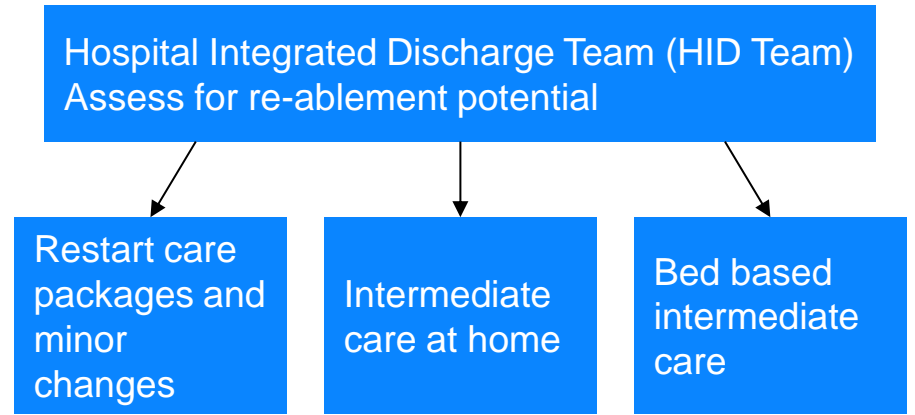 Hospital Integrated Discharge Team (HID Team)
Assess for re-ablement potential
Restart care
packages and
minor
changes
Intermediate
care at home
Bed based
intermediate
care